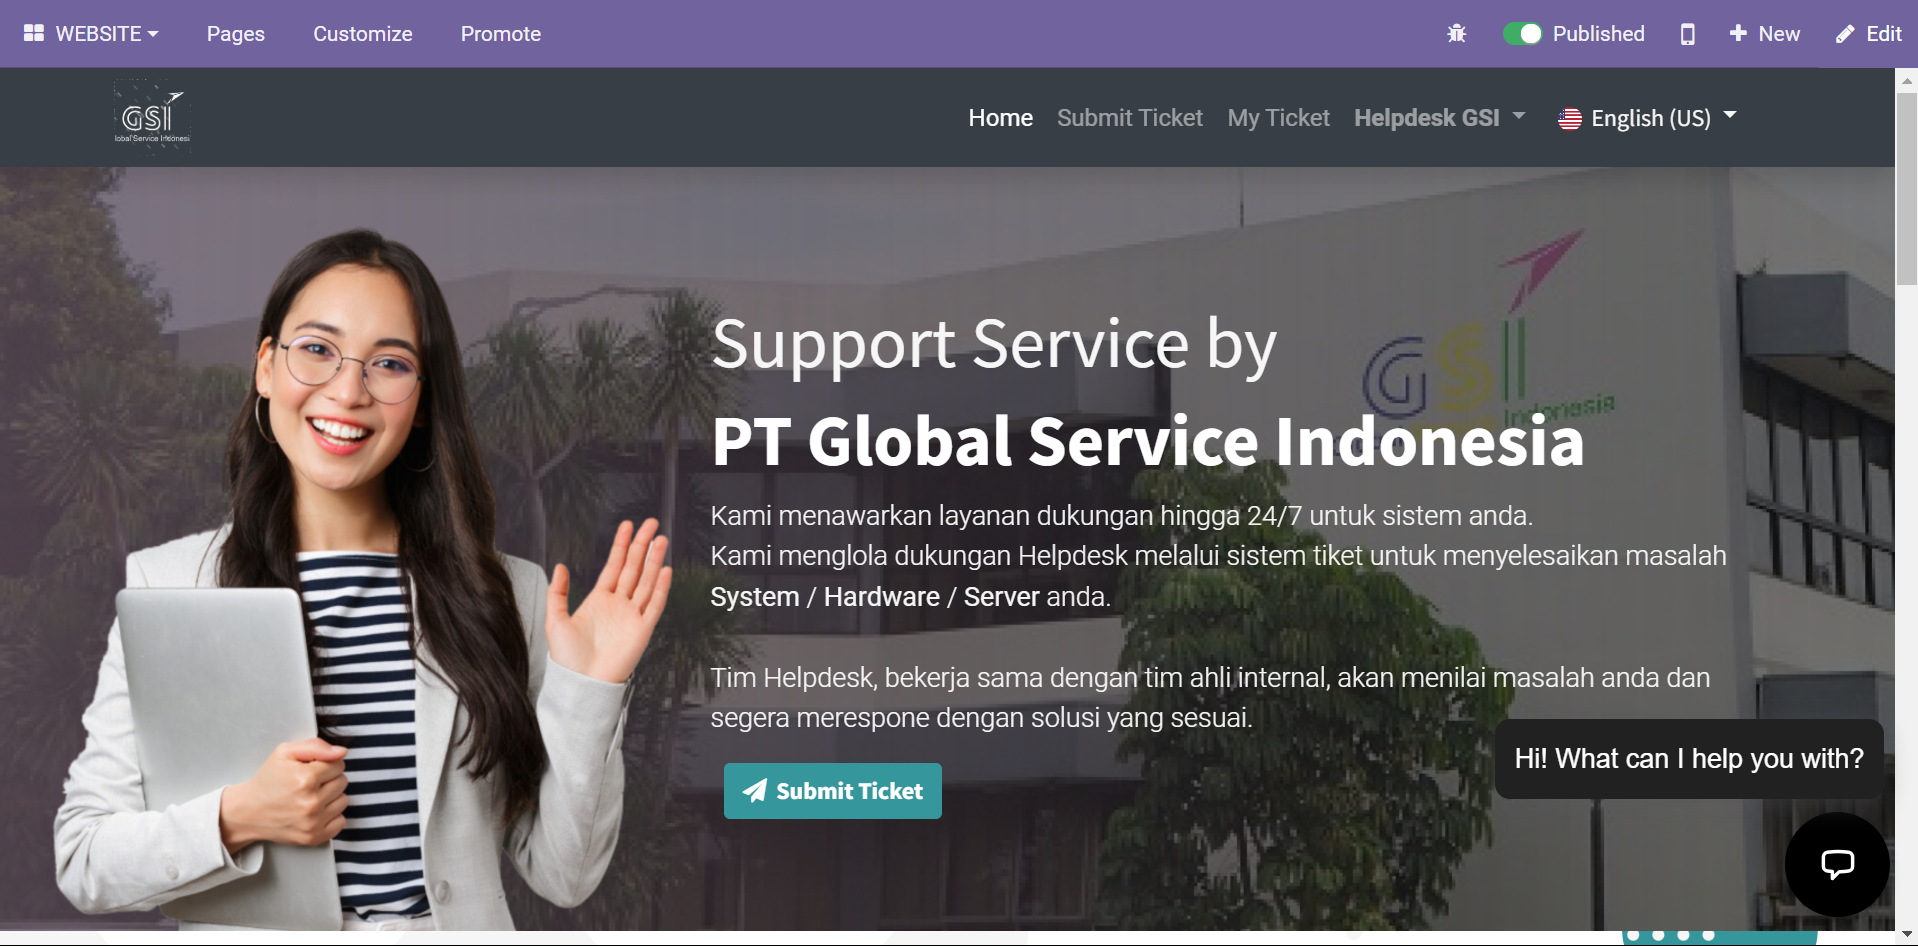 WEBSITE
Pages
Customize
Promote
Published
New
Edit
GSI
Home
Submit Ticket
My Ticket
Helpdesk GSI
English (US)
GSI
Indonesia
Support Service by
PT Global Service Indonesia
Kami menawarkan layanan dukungan hingga 24/7 untuk sistem anda.
Kami menglola dukungan Helpdesk melalui sistem tiket untuk menyelesaikan masalah
System / Hardware / Server anda.
Tim Helpdesk, bekerja sama dengan tim ahli internal, akan menilai masalah anda dan
segera merespone dengan solusi yang sesuai.
Submit Ticket
Hi! What can I help you with?